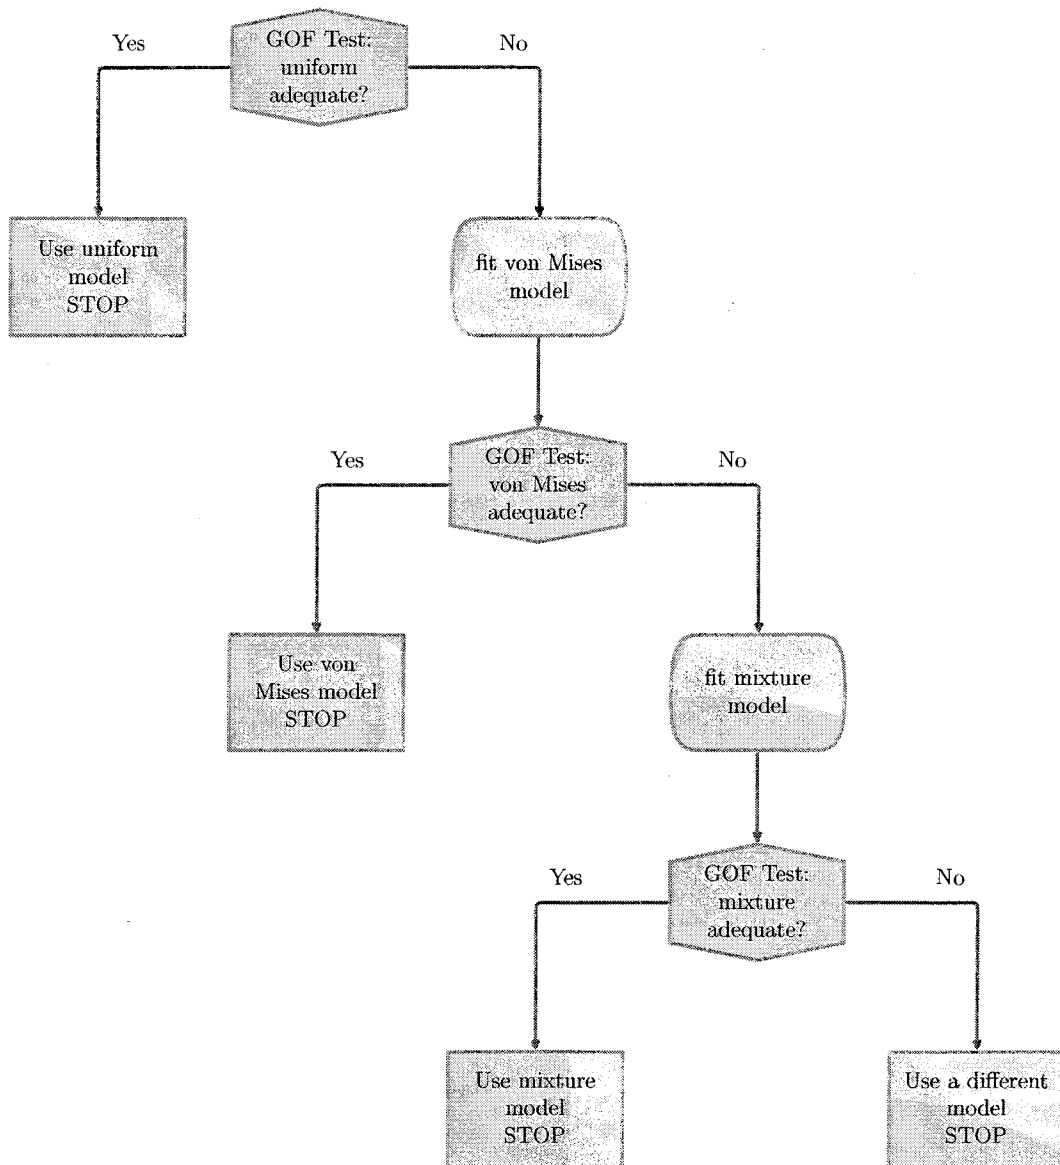 Yes
GOF Test:
uniform
adequate?
No
Use uniform
model
STOP
fit von Mises
model
Yes
GOF Test:
von Mises
adequate?
No
Use von
Mises model
STOP
fit mixture
model
Yes
GOF Test:
mixture
adequate?
No
Use mixture
model
STOP
Use a different
model
STOP